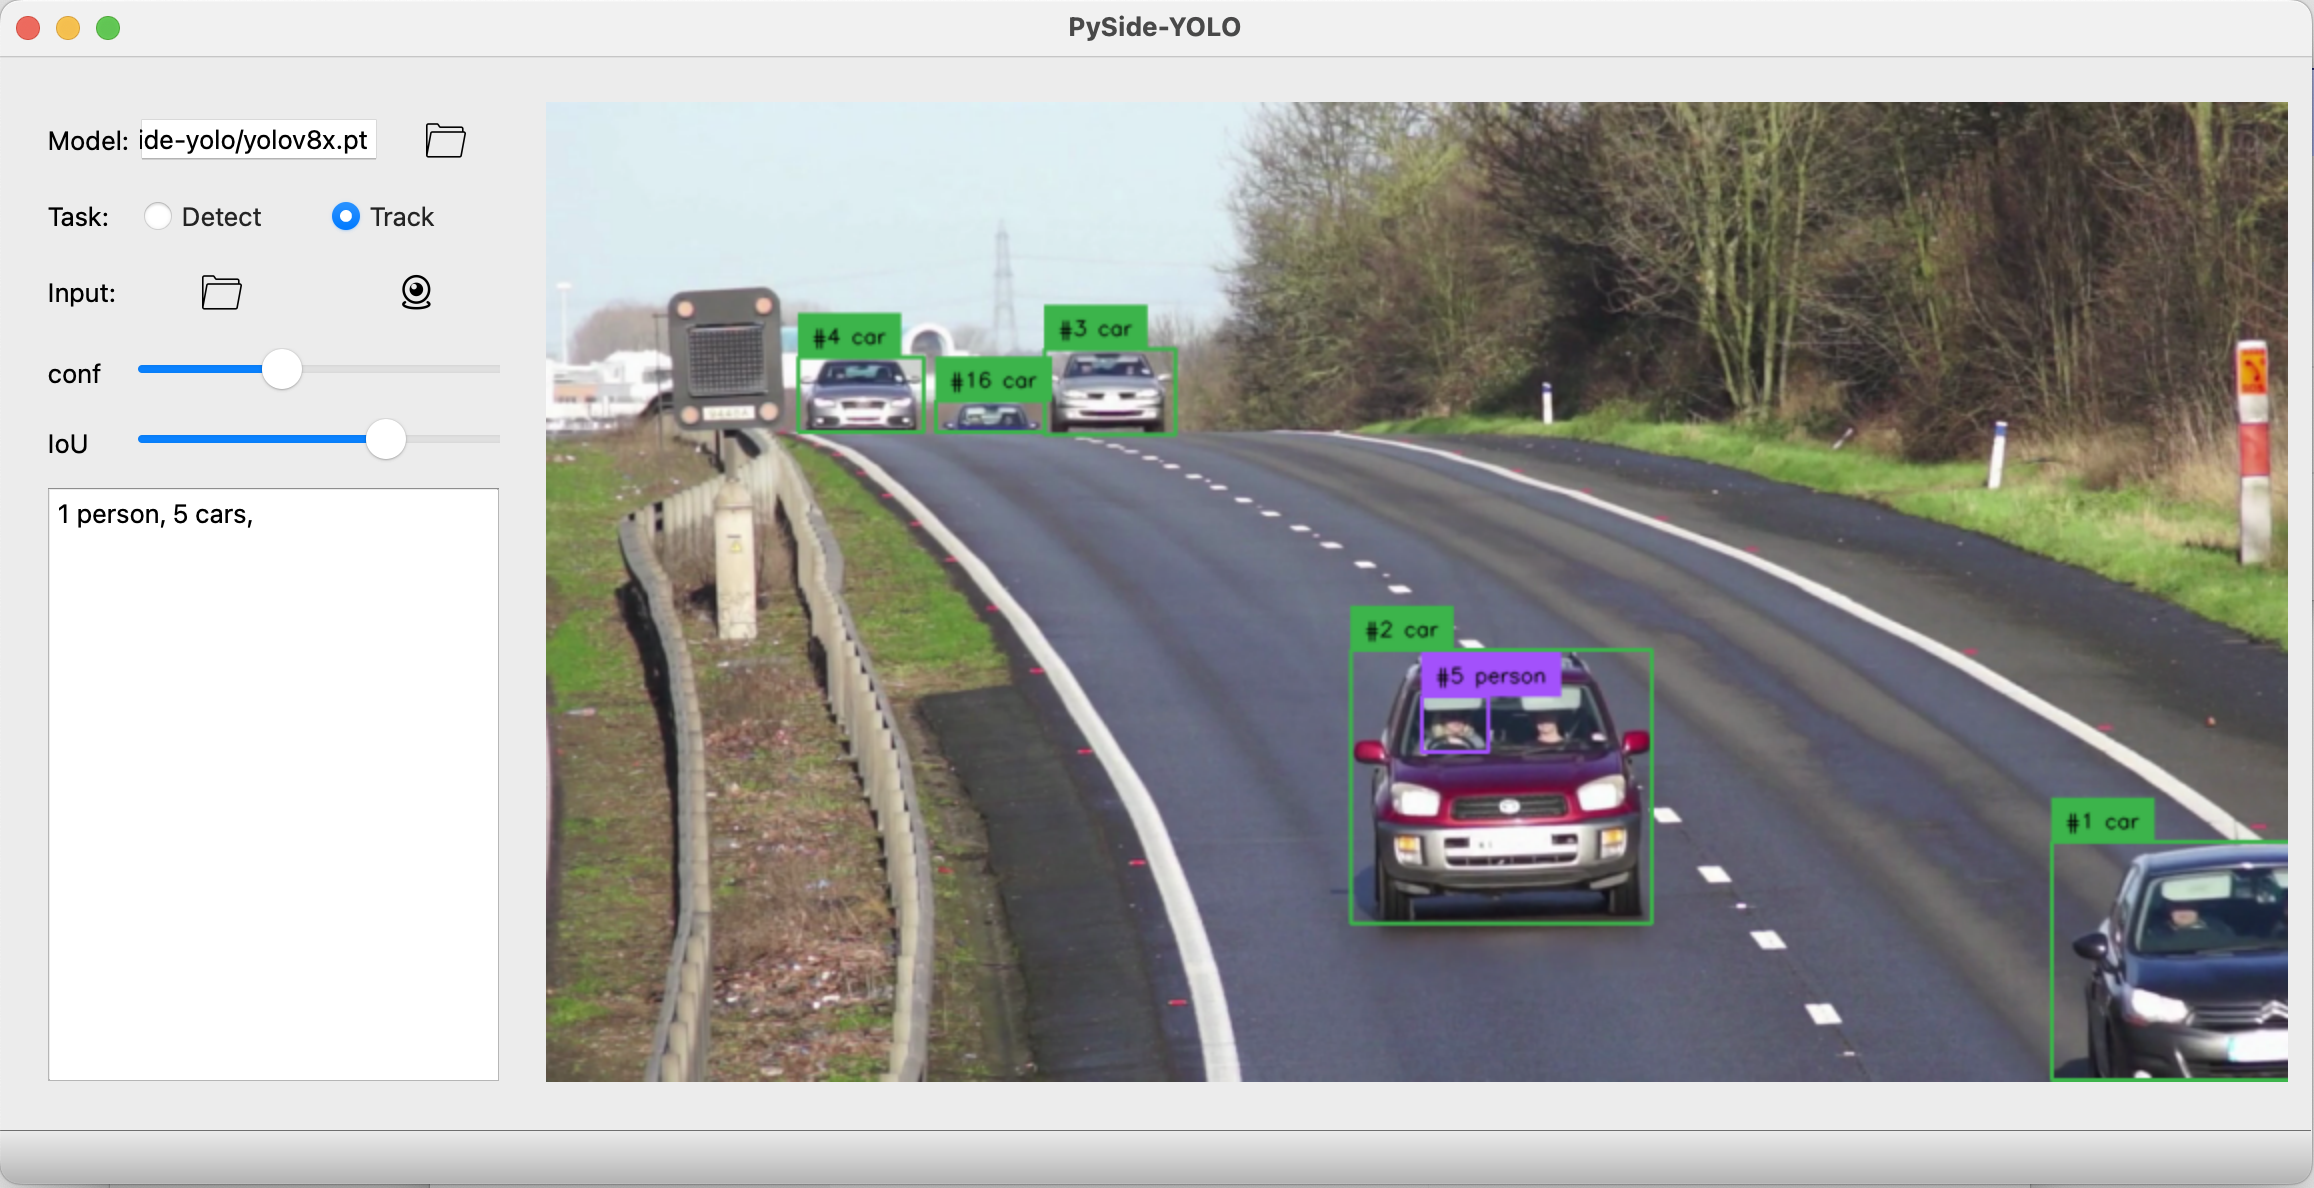 PySide-YOLO
Model: ide-yolo/yolov8x.pt
Task: Detect Track
Input:
conf
IoU
1 person, 5 cars,
#4 car
#3 car
#16 car
#2 car
#5 person
#1 car